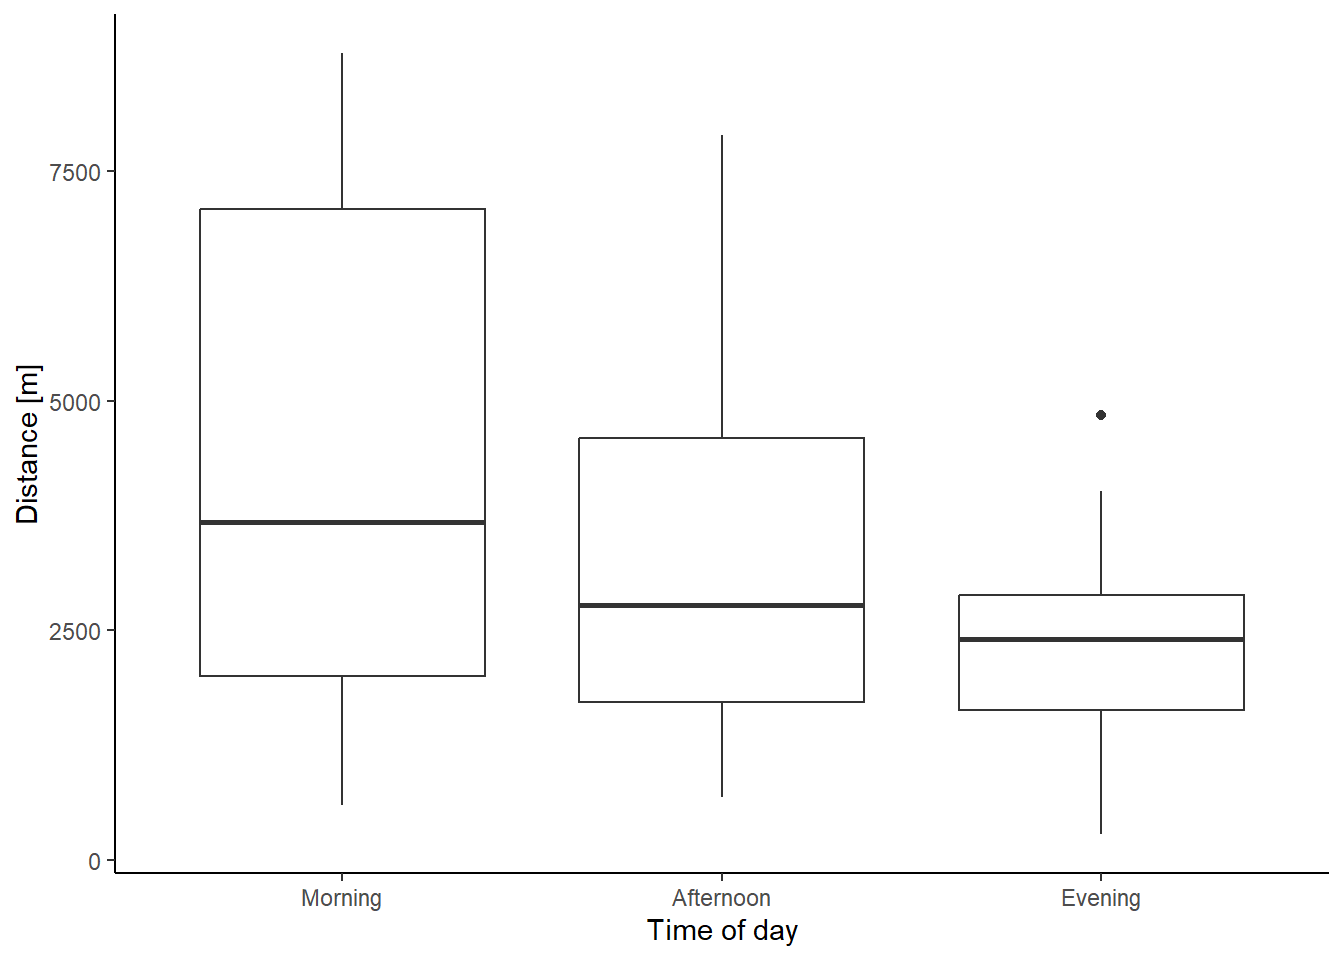 Distance [m]
7500
5000
2500
0
Morning
Afternoon
Evening
Time of day